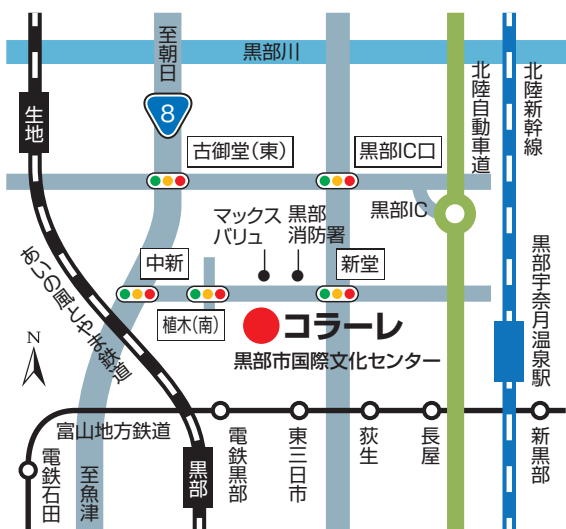 至朝日
黒部川
8
生地
古御堂(東)
黒部IC口
北陸自動車道
北陸新幹線
マックス
バリュ
黒部
消防署
黒部IC
中新
新堂
植木(南)
コラーレ
黒部市国際文化センター
あいの風とやま鉄道
黒部宇奈月温泉駅
N
富山地方鉄道
電鉄石田
至魚津
黒部
電鉄黒部
東三日市
荻生
長屋
新黒部